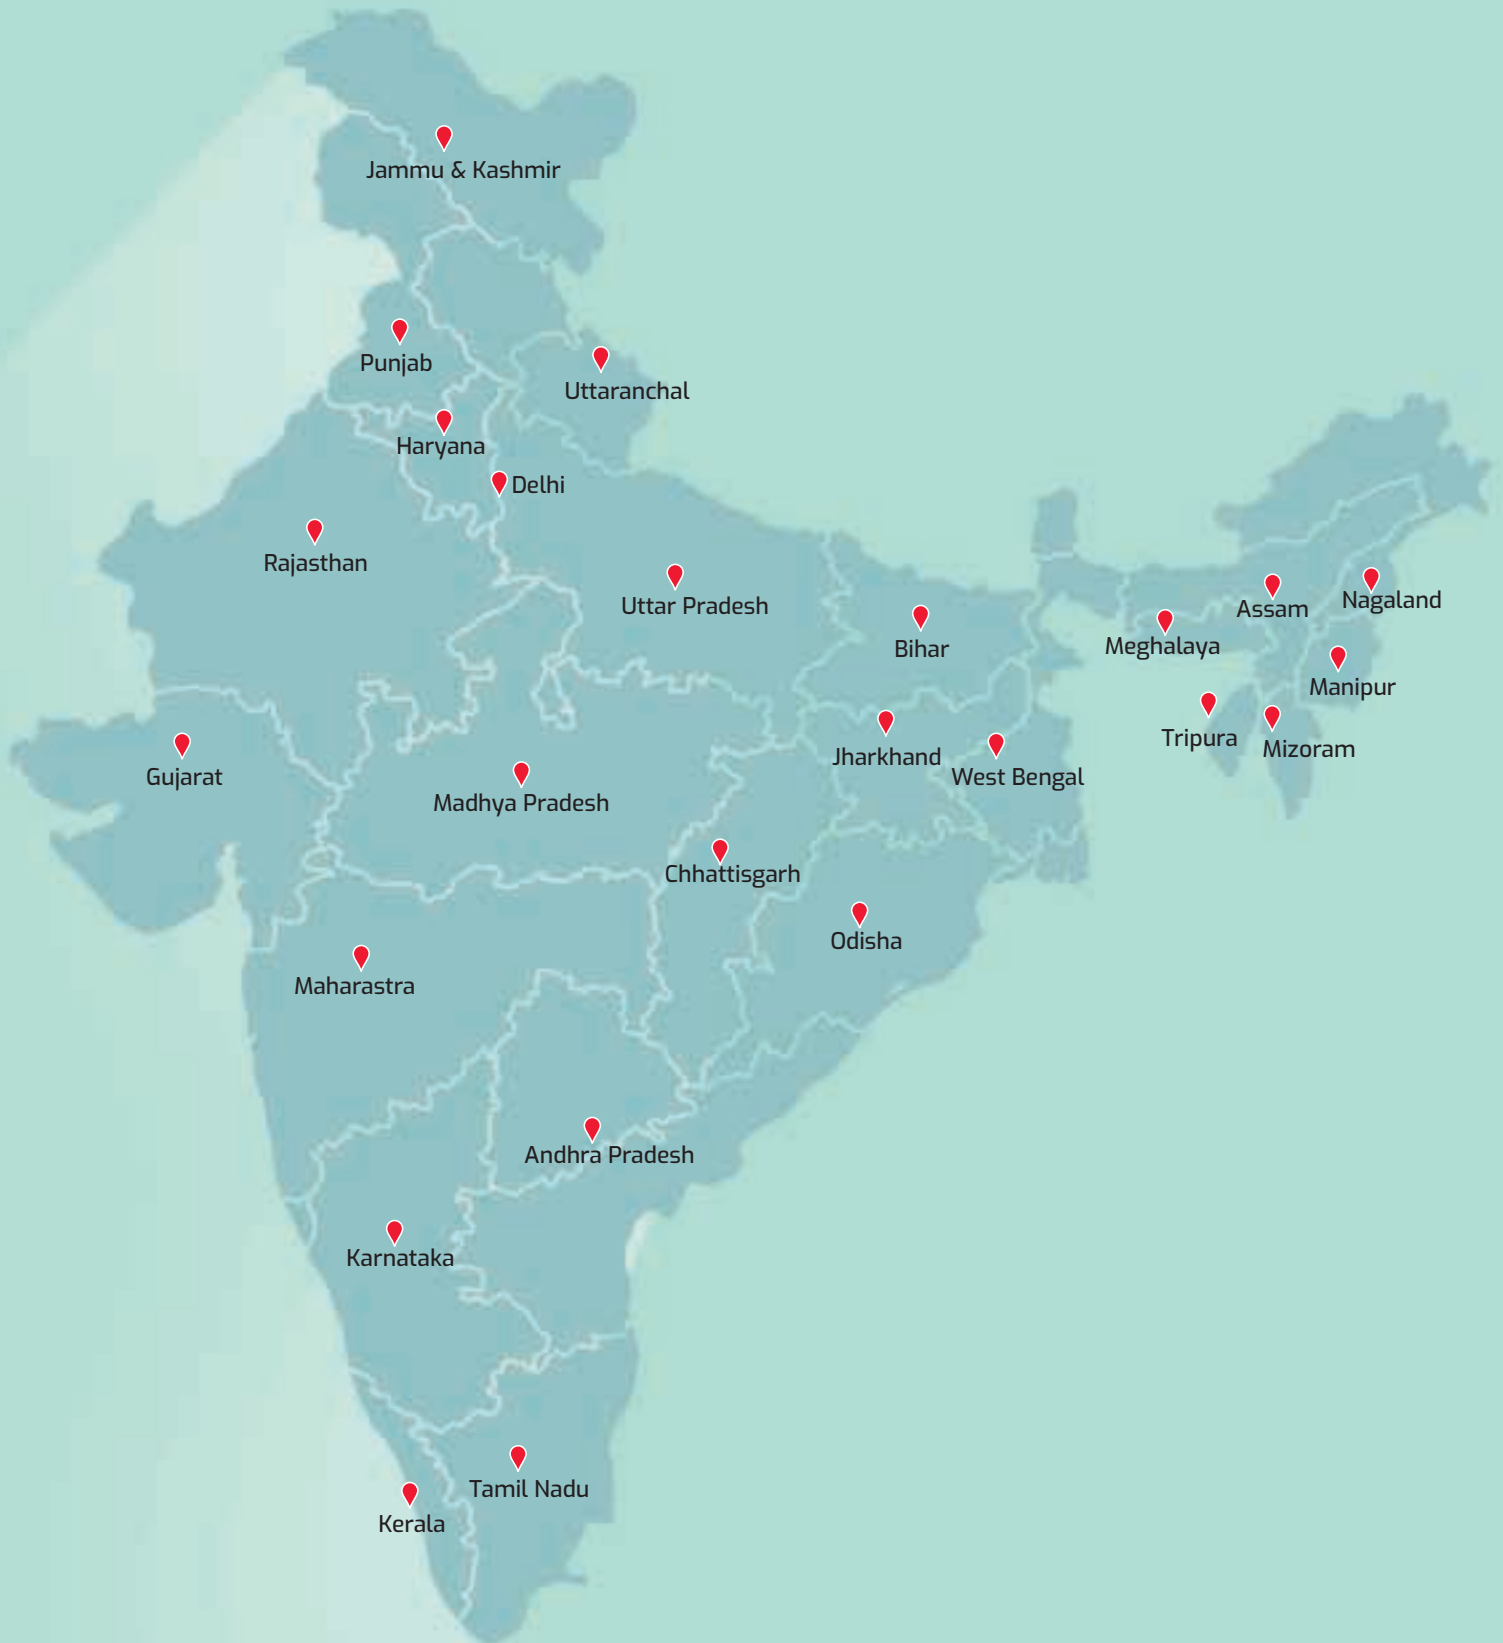 Jammu & Kashmir
Punjab
Uttaranchal
Haryana
Delhi
Rajasthan
Uttar Pradesh
Bihar
Assam
Nagaland
Meghalaya
Manipur
Tripura
Mizoram
Jharkhand
West Bengal
Gujarat
Madhya Pradesh
Chhattisgarh
Odisha
Maharastra
Andhra Pradesh
Karnataka
Tamil Nadu
Kerala